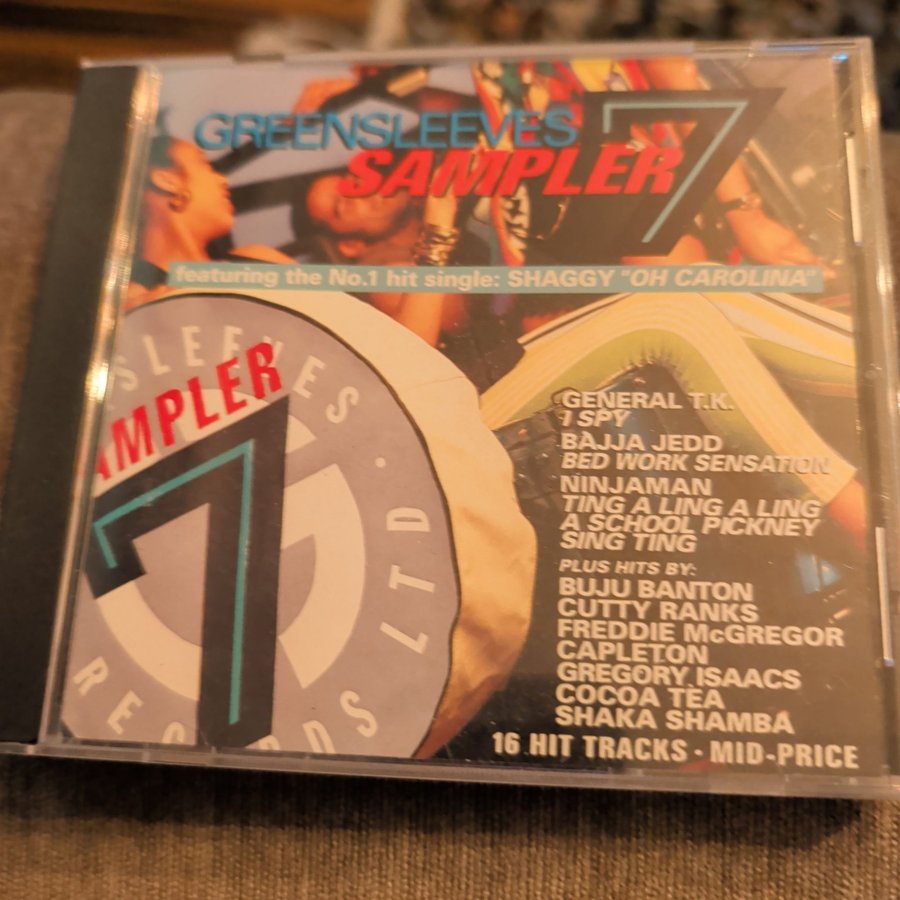 GREENSLEEVES
SAMPLER 7
featuring the No.1 hit single: SHAGGY "OH CAROLINA"
SLEEVES
AMPLER
7
RECORDS LTD.
GENERAL T.K.
I SPY
BAJJA JEDD
BED WORK SENSATION
NINJAMAN
TING A LING A LING
A SCHOOL PICKNEY
SING TING
PLUS HITS BY:
BUJU BANTON
CUTTY RANKS
FREDDIE McGREGOR
CAPLETON
GREGORY ISAACS
COCOA TEA
SHAKA SHAMBA
16 HIT TRACKS · MID-PRICE